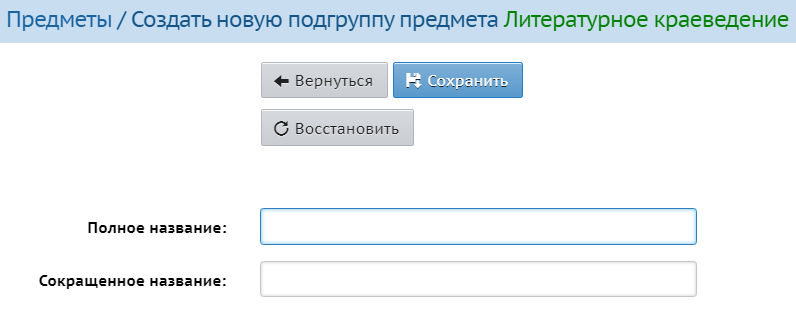 Предметы / Создать новую подгруппу предмета Литературное краеведение
Вернуться Сохранить
Восстановить
Полное название:
Сокращенное название: